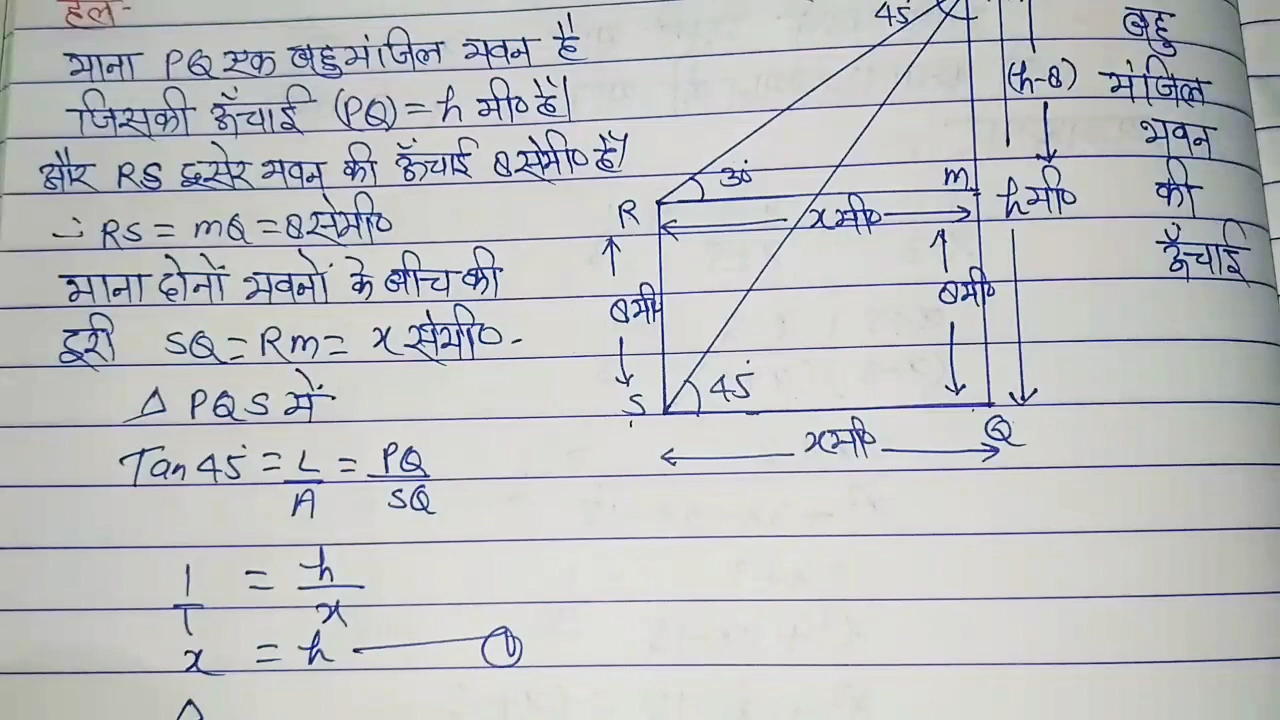 हल-
माना PQ एक बहुमंजिल भवन है
जिसकी ऊँचाई (PQ) = h मी० है।
और RS दुसरे भवन की ऊँचाई 8 सेमी० है।
∴ RS = MQ = 8 सेमी०
माना दोनों भवनों के बीच की
दूरी SQ = RM = x सेमी०.
△ PQS में
Tan 45° = L/A = PQ/SQ
1/1 = h/x
x = h ——— ①
△
45°
30°
R
M
x मी०
8 मी०
8 मी०
S
45°
Q
x मी०
(h-8)
h मी०
बहु
मंजिल
भवन
की
ऊँचाई